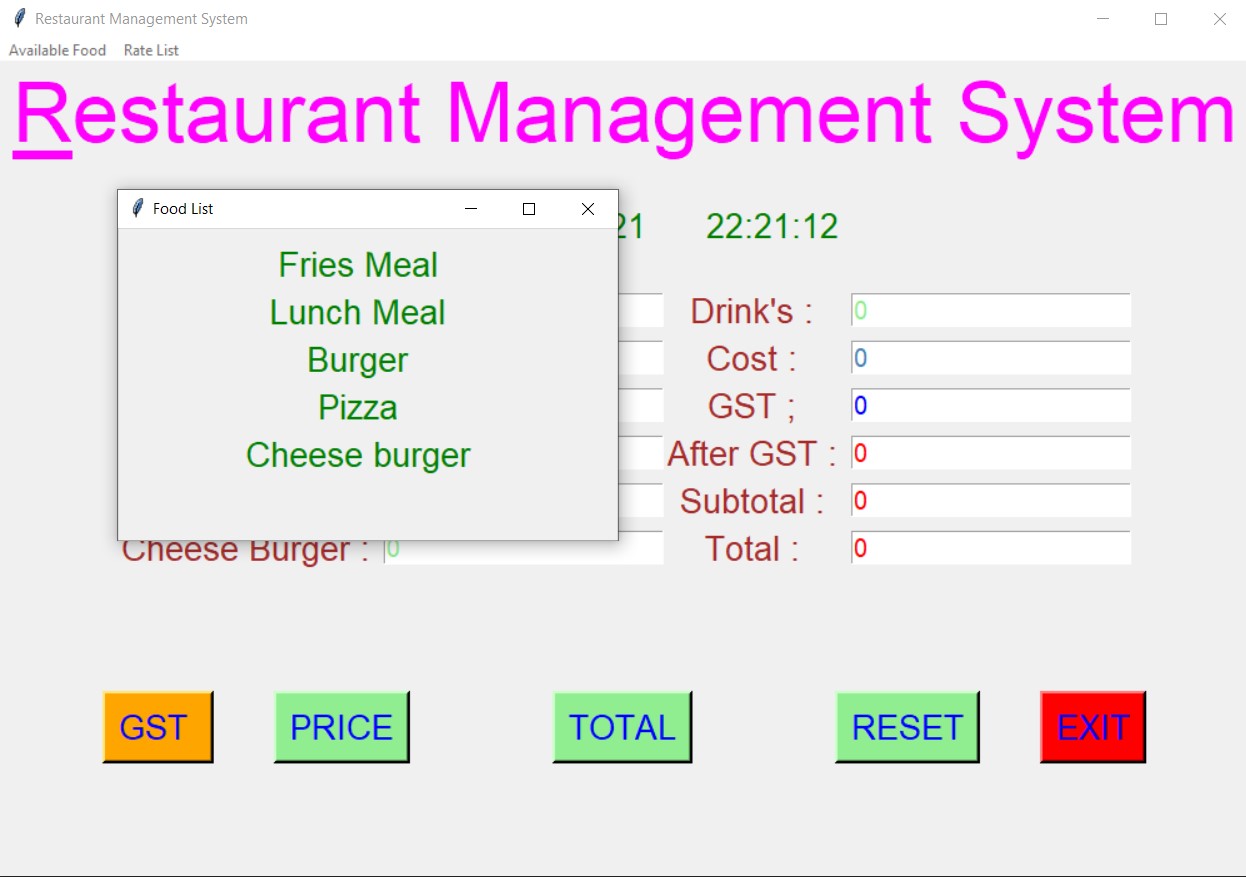 Restaurant Management System
Available Food Rate List
Restaurant Management System
Food List
21 22:21:12
Fries Meal
Lunch Meal
Burger
Pizza
Cheese burger
Drink's : 0
Cost : 0
GST ; 0
After GST : 0
Subtotal : 0
Cheese Burger : 0 Total : 0
GST PRICE TOTAL RESET EXIT